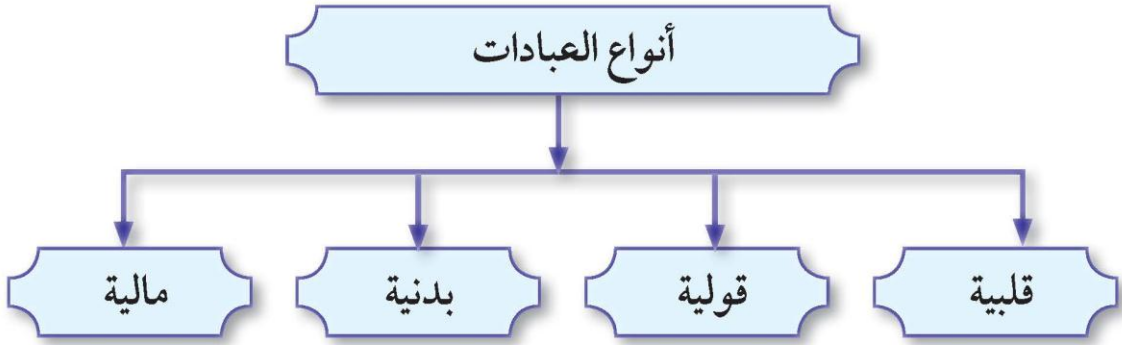 أنواع العبادات
قلبية
قولية
بدنية
مالية